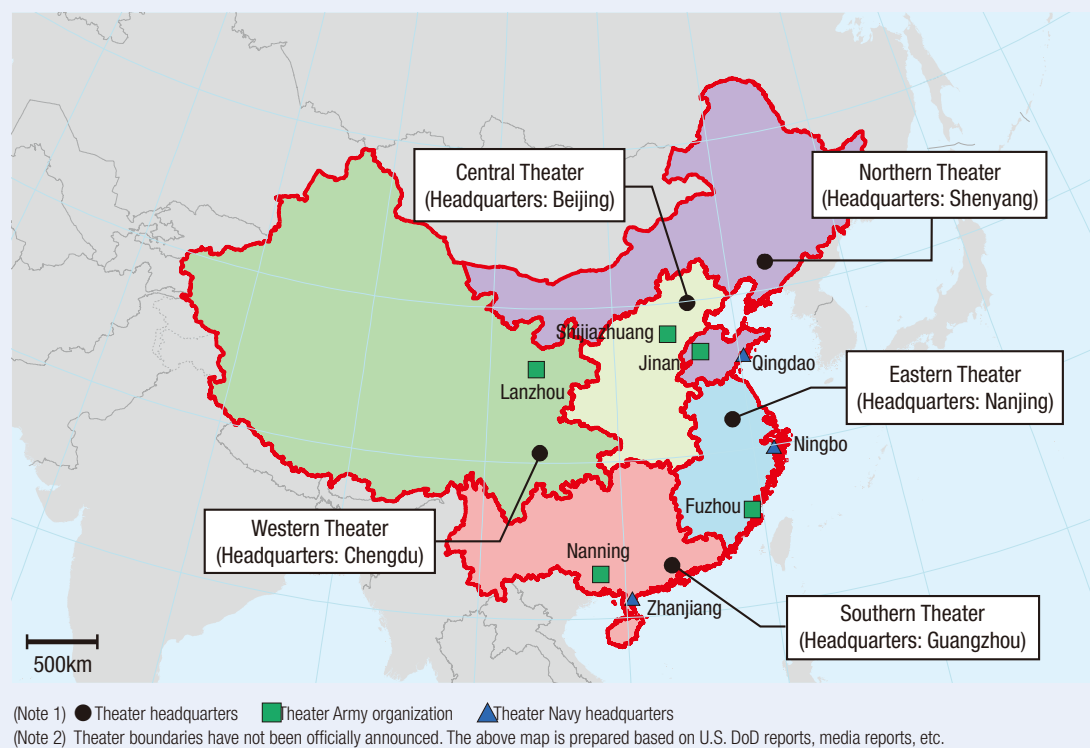 Central Theater
(Headquarters: Beijing)
Northern Theater
(Headquarters: Shenyang)
Shijiazhuang
Jinan
Qingdao
Lanzhou
Eastern Theater
(Headquarters: Nanjing)
Ningbo
Fuzhou
Western Theater
(Headquarters: Chengdu)
Nanning
Zhanjiang
Southern Theater
(Headquarters: Guangzhou)
500km
(Note 1) Theater headquarters Theater Army organization Theater Navy headquarters
(Note 2) Theater boundaries have not been officially announced. The above map is prepared based on U.S. DoD reports, media reports, etc.